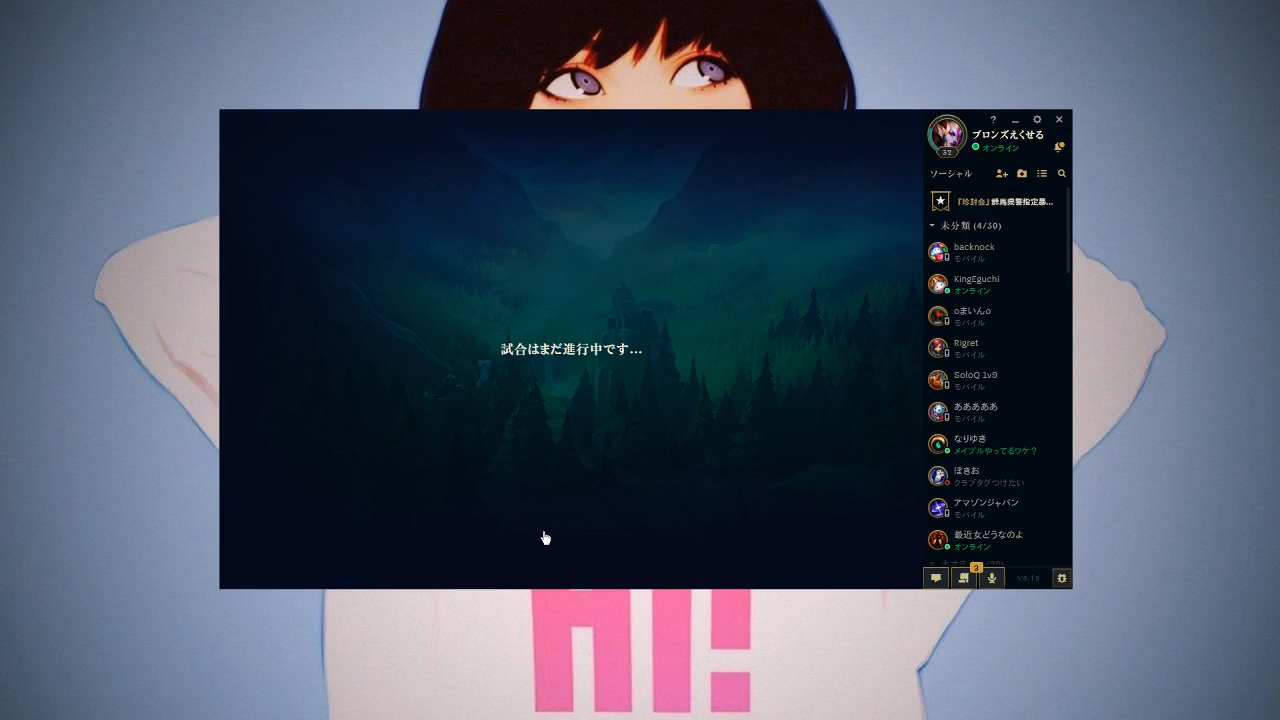 ブロンズえくせる
オンライン
32
ソーシャル
『珍封会』群馬県警指定暴...
未分類 (4/30)
backnock
モバイル
KingEguchi
オンライン
oまいんo
モバイル
Rigret
モバイル
SoloQ 1v9
モバイル
あああああ
モバイル
なりゆき
メイプルやってるワケ？
ぽきお
クラブタグつけたい
アマゾンジャパン
モバイル
最近女どうなのよ
オンライン
試合はまだ進行中です...
3
HI!